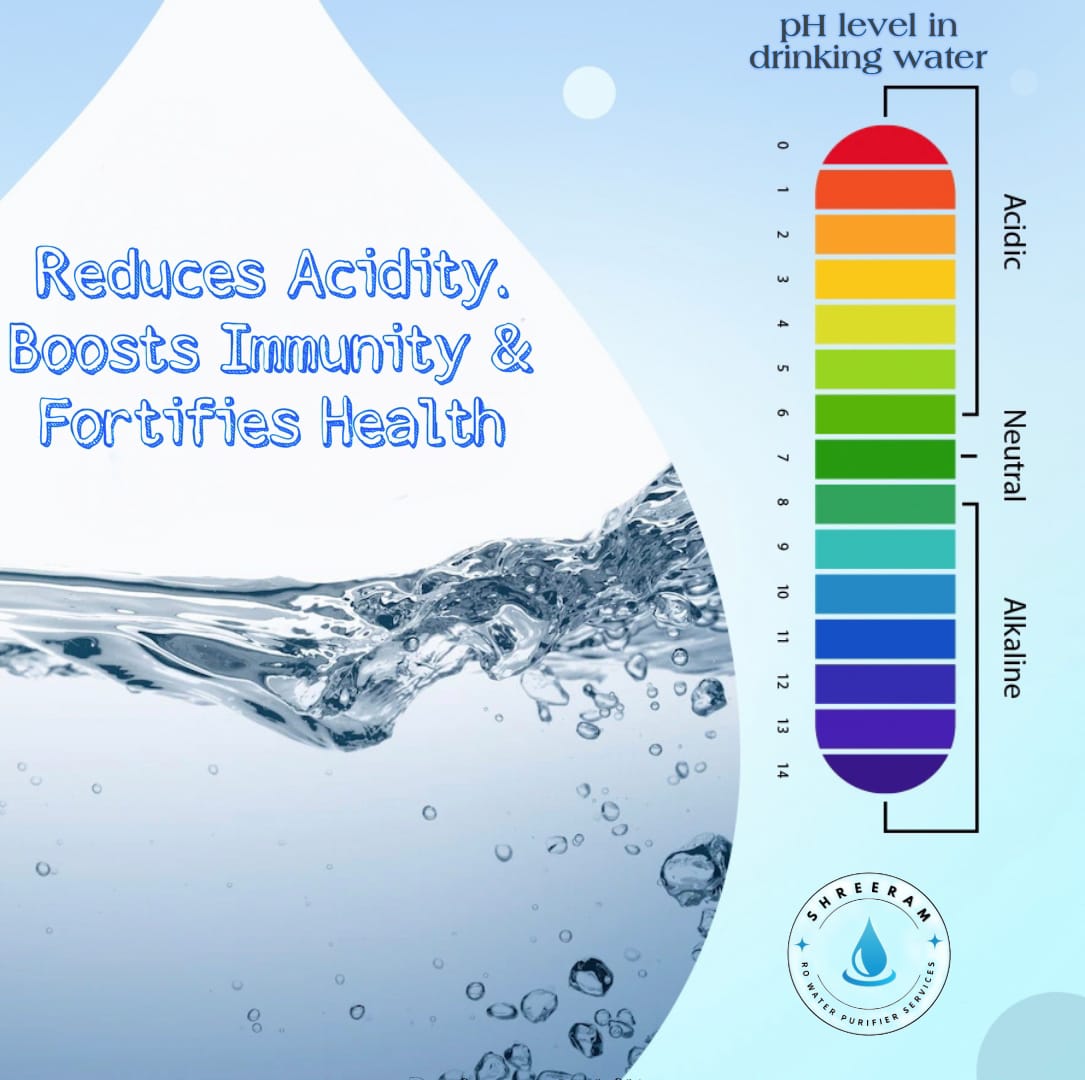 pH level in
drinking water
Reduces Acidity.
Boosts Immunity &
Fortifies Health
0
1
2
3
4
5
6
7
8
9
10
11
12
13
14
Acidic
Neutral
Alkaline
SHREERAM
RO WATER PURIFIER SERVICES